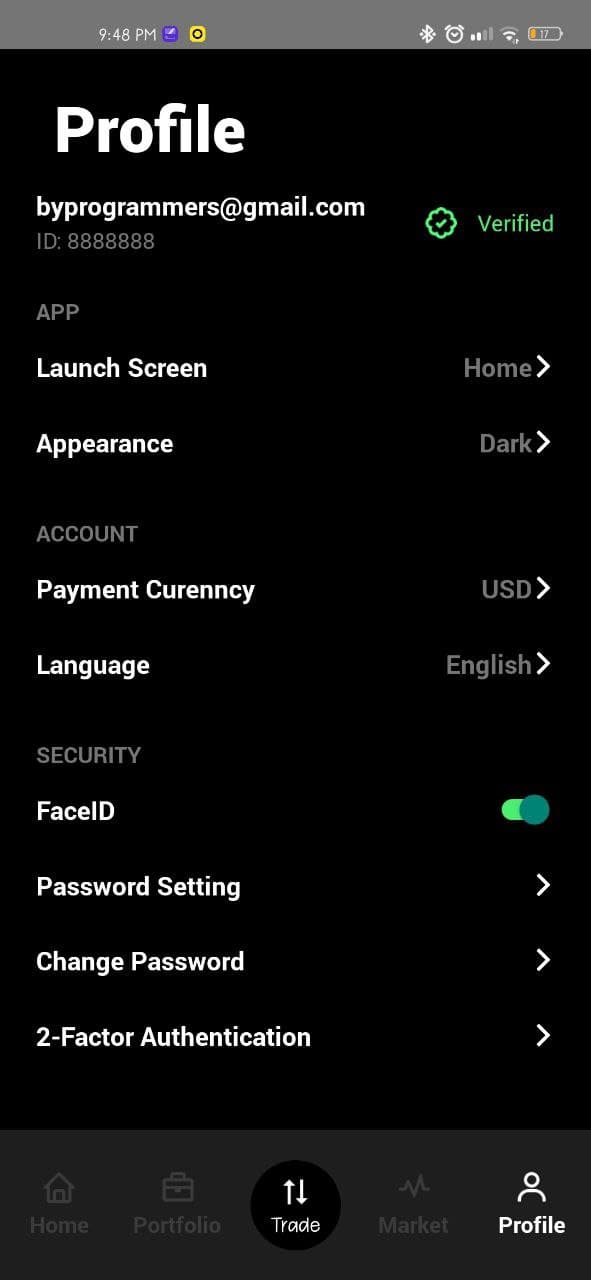 9:48 PM 17
Profile
byprogrammers@gmail.com
ID: 8888888
Verified
APP
Launch Screen Home
Appearance Dark
ACCOUNT
Payment Curenncy USD
Language English
SECURITY
FaceID
Password Setting
Change Password
2-Factor Authentication
Home Portfolio Trade Market Profile